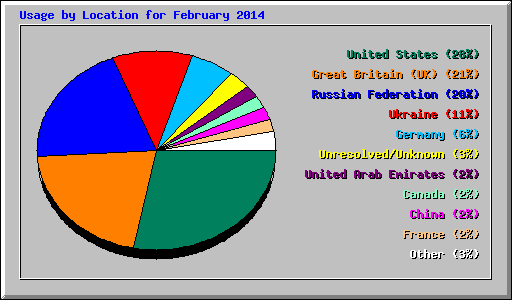 Usage by Location for February 2014
United States (28%)
Great Britain (UK) (21%)
Russian Federation (20%)
Ukraine (11%)
Germany (6%)
Unresolved/Unknown (3%)
United Arab Emirates (2%)
Canada (2%)
China (2%)
France (2%)
Other (3%)